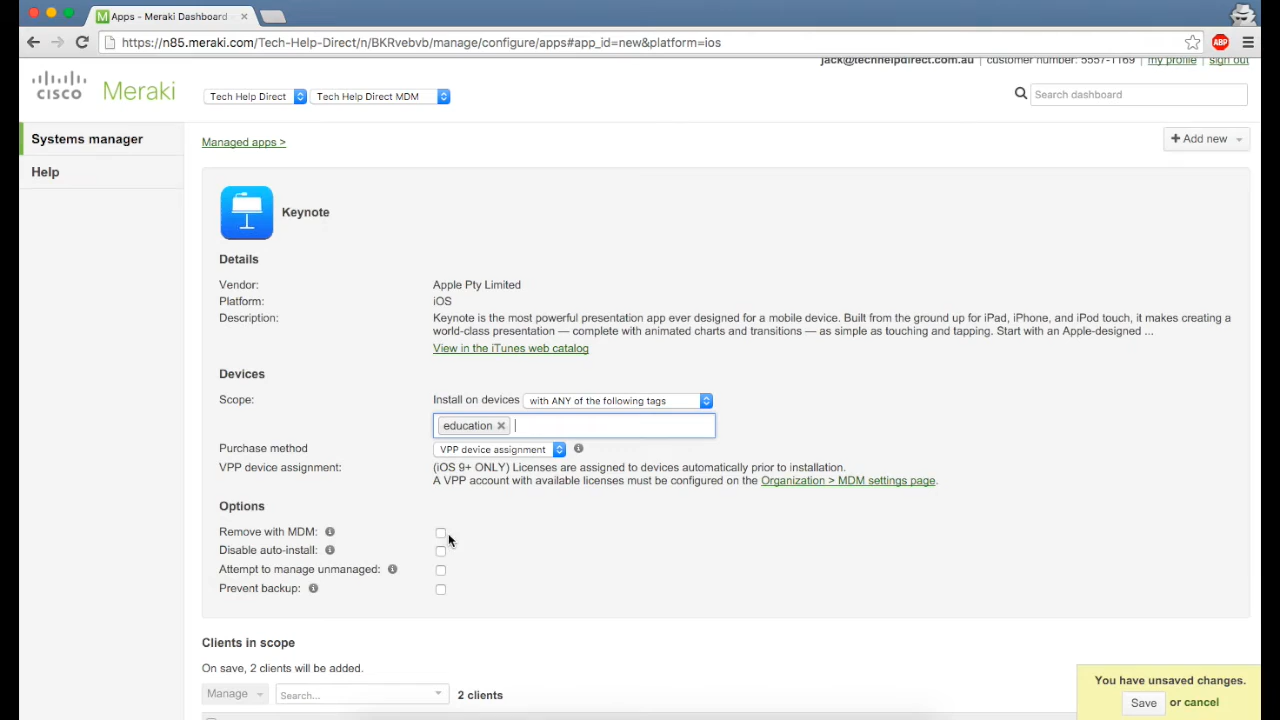 Apps - Meraki Dashboard
https://n85.meraki.com/Tech-Help-Direct/n/BKRvebvb/manage/configure/apps#app_id=new&platform=ios
ABP
jack@techhelpdirect.com.au | customer number: 5557-1169 | my profile | sign out
cisco Meraki
Tech Help Direct Tech Help Direct MDM
Search dashboard
Systems manager
Help
Managed apps >
+ Add new
Keynote
Details
Vendor: Apple Pty Limited
Platform: iOS
Description: Keynote is the most powerful presentation app ever designed for a mobile device. Built from the ground up for iPad, iPhone, and iPod touch, it makes creating a
world-class presentation — complete with animated charts and transitions — as simple as touching and tapping. Start with an Apple-designed ...
View in the iTunes web catalog
Devices
Scope: Install on devices with ANY of the following tags
education ×
Purchase method VPP device assignment
VPP device assignment: (iOS 9+ ONLY) Licenses are assigned to devices automatically prior to installation.
A VPP account with available licenses must be configured on the Organization > MDM settings page.
Options
Remove with MDM:
Disable auto-install:
Attempt to manage unmanaged:
Prevent backup:
Clients in scope
On save, 2 clients will be added.
Manage Search... 2 clients
You have unsaved changes.
Save or cancel